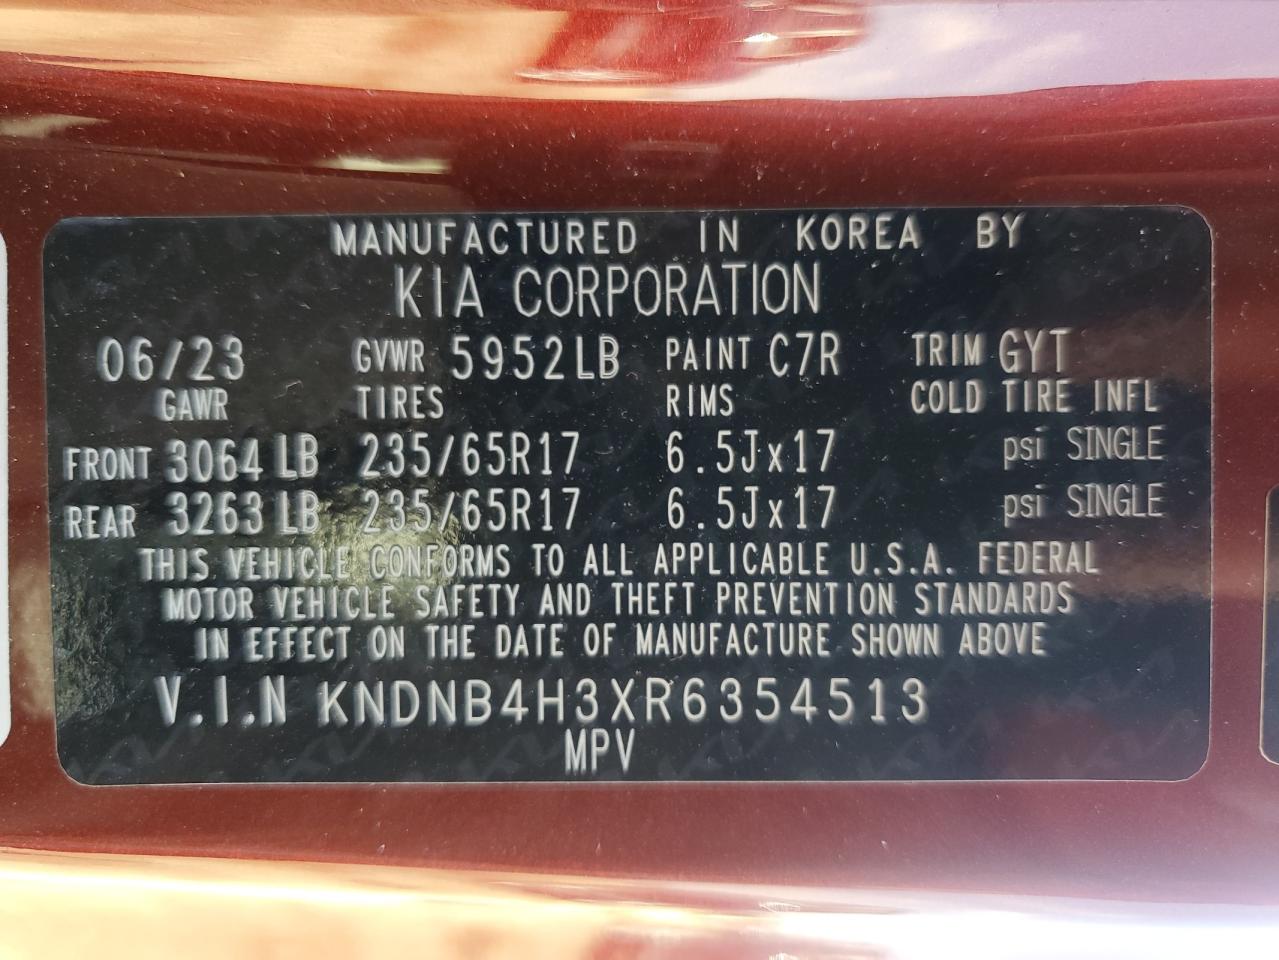 MANUFACTURED IN KOREA BY
KIA CORPORATION
06/23 GVWR 5952LB PAINT C7R TRIM GYT
GAWR TIRES RIMS COLD TIRE INFL
FRONT 3064 LB 235/65R17 6.5Jx17 psi SINGLE
REAR 3263 LB 235/65R17 6.5Jx17 psi SINGLE
THIS VEHICLE CONFORMS TO ALL APPLICABLE U.S.A. FEDERAL
MOTOR VEHICLE SAFETY AND THEFT PREVENTION STANDARDS
IN EFFECT ON THE DATE OF MANUFACTURE SHOWN ABOVE
V.I.N KNDNB4H3XR6354513
MPV